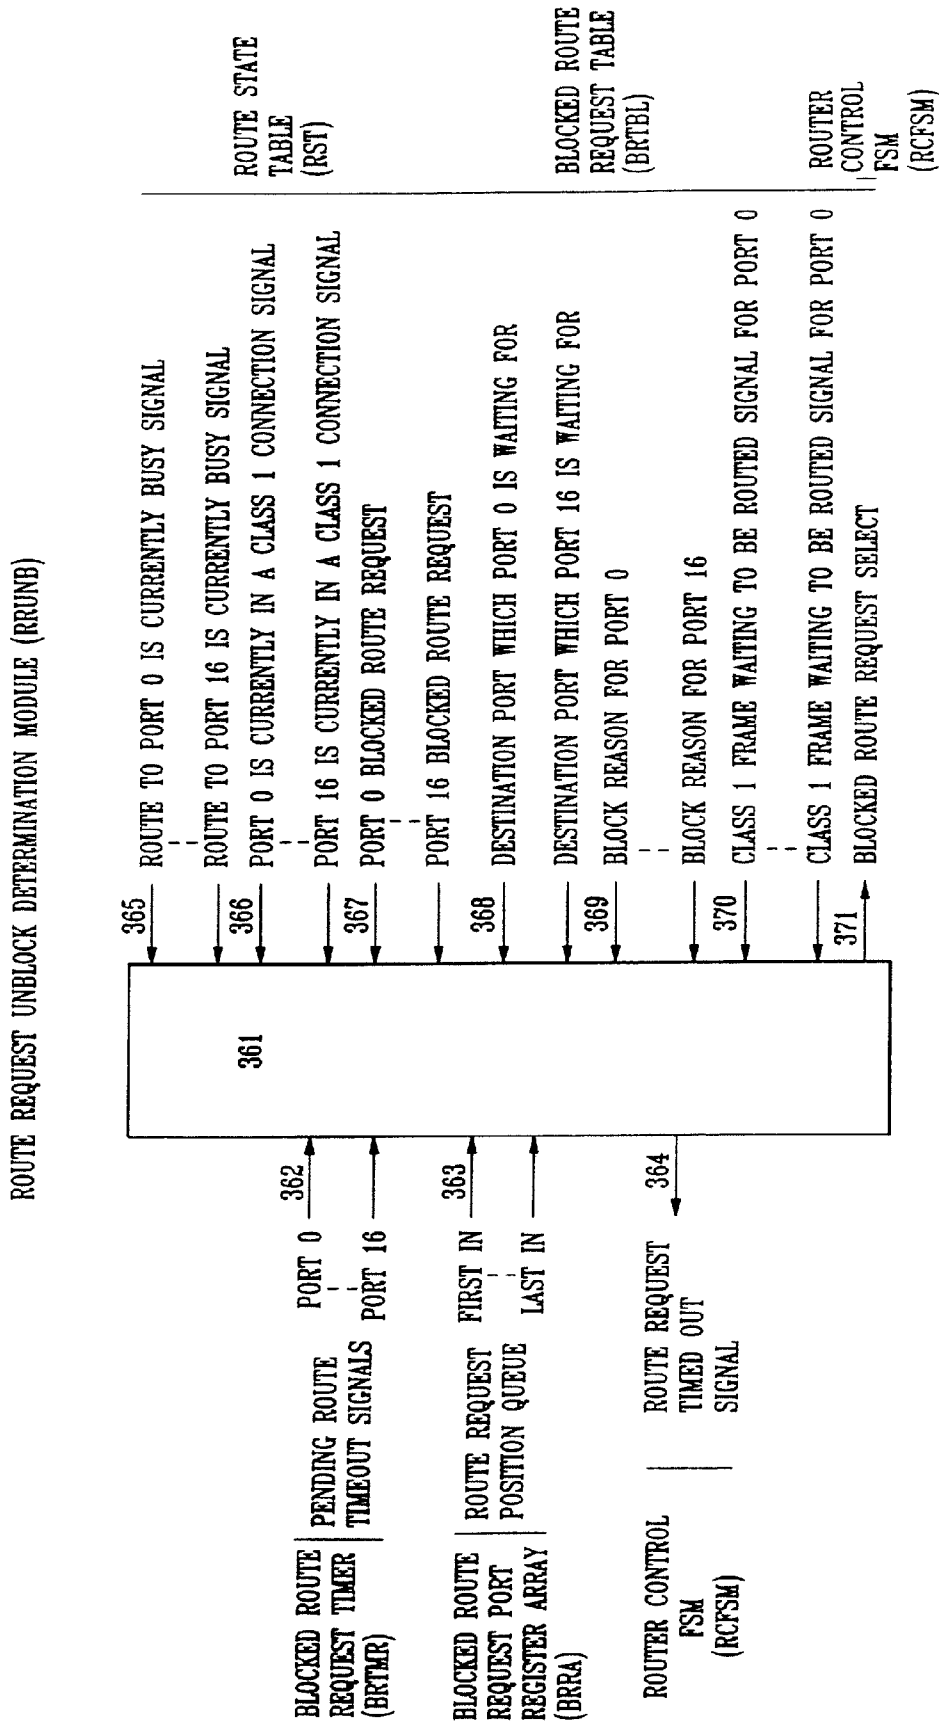 ROUTE REQUEST UNBLOCK DETERMINATION MODULE (RRUNB)
BLOCKED ROUTE
REQUEST TIMER
(BRTMR)
PENDING ROUTE
TIMEOUT SIGNALS
PORT 0
PORT 16
362
BLOCKED ROUTE
REQUEST PORT
REGISTER ARRAY
(BRRA)
ROUTE REQUEST
POSITION QUEUE
FIRST IN
LAST IN
363
ROUTER CONTROL
FSM
(RCFSM)
ROUTE REQUEST
TIMED OUT
SIGNAL
364
361
365
ROUTE TO PORT 0 IS CURRENTLY BUSY SIGNAL
ROUTE TO PORT 16 IS CURRENTLY BUSY SIGNAL
366
PORT 0 IS CURRENTLY IN A CLASS 1 CONNECTION SIGNAL
PORT 16 IS CURRENTLY IN A CLASS 1 CONNECTION SIGNAL
367
PORT 0 BLOCKED ROUTE REQUEST
PORT 16 BLOCKED ROUTE REQUEST
368
DESTINATION PORT WHICH PORT 0 IS WAITING FOR
DESTINATION PORT WHICH PORT 16 IS WAITING FOR
369
BLOCK REASON FOR PORT 0
BLOCK REASON FOR PORT 16
370
CLASS 1 FRAME WAITING TO BE ROUTED SIGNAL FOR PORT 0
CLASS 1 FRAME WAITING TO BE ROUTED SIGNAL FOR PORT 0
371
BLOCKED ROUTE REQUEST SELECT
ROUTE STATE
TABLE
(RST)
BLOCKED ROUTE
REQUEST TABLE
(BRTBL)
ROUTER
CONTROL
FSM
(RCFSM)